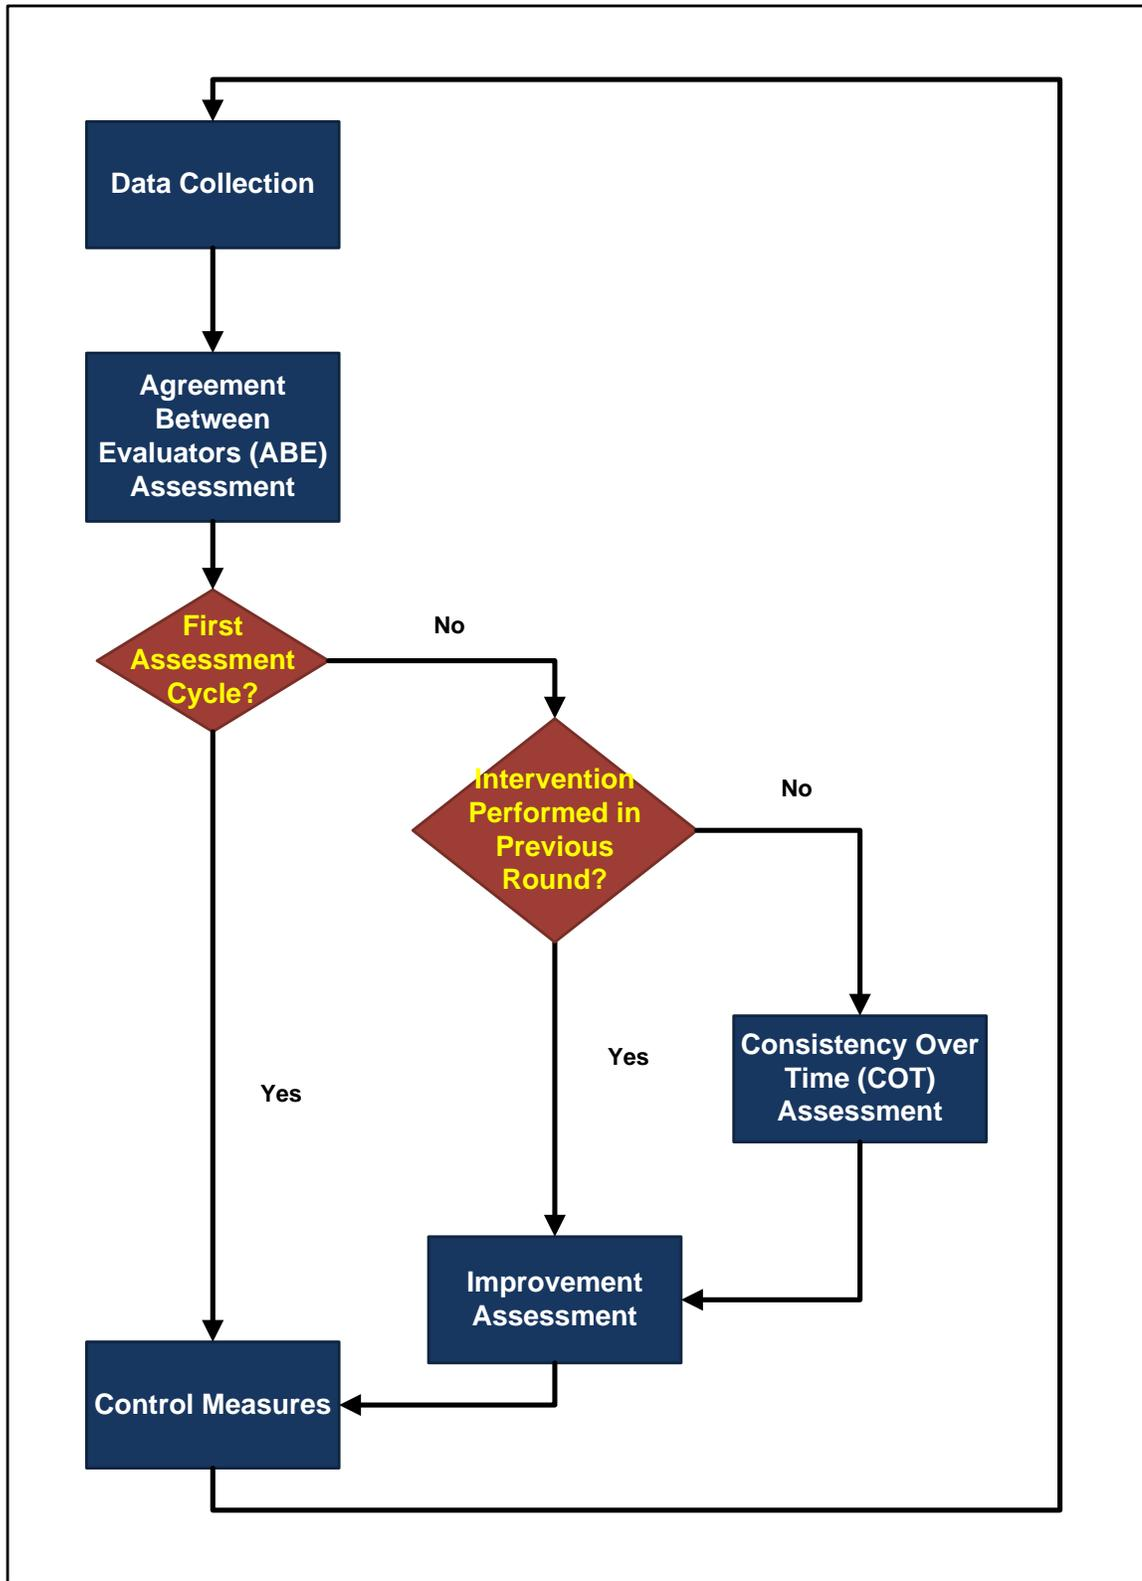 Data Collection
Agreement
Between
Evaluators (ABE)
Assessment
First
Assessment
Cycle?
No
Intervention
Performed in
Previous
Round?
No
Consistency Over
Time (COT)
Assessment
Yes
Yes
Improvement
Assessment
Control Measures